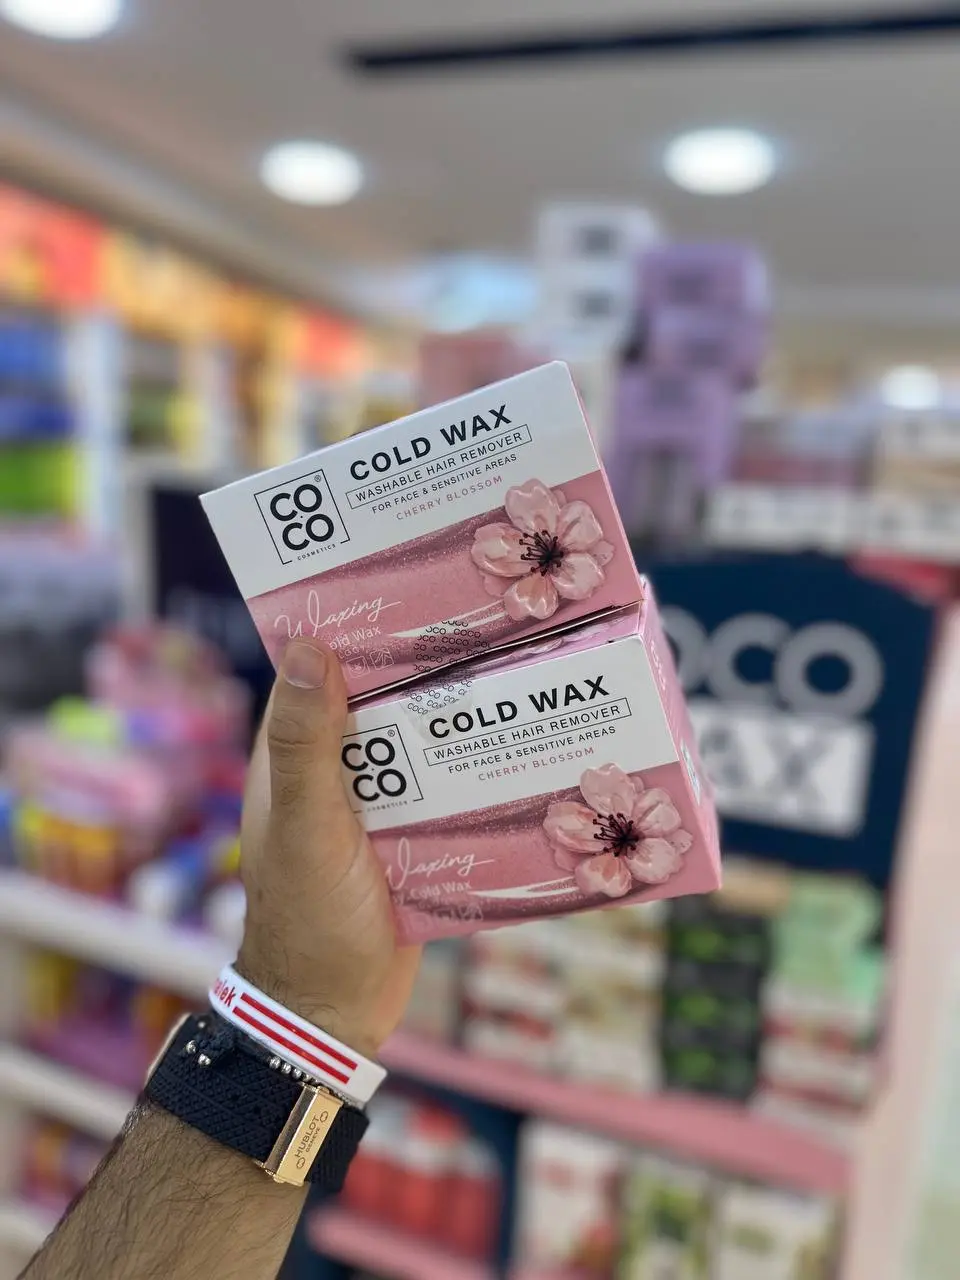 COLD WAX
WASHABLE HAIR REMOVER
FOR FACE & SENSITIVE AREAS
CHERRY BLOSSOM
CO
CO
COSMETICS
Waxing
Cold Wax
COLD WAX
WASHABLE HAIR REMOVER
FOR FACE & SENSITIVE AREAS
CHERRY BLOSSOM
CO
CO
COSMETICS
Waxing
Cold Wax
COCO
HUBLOT
GENEVE